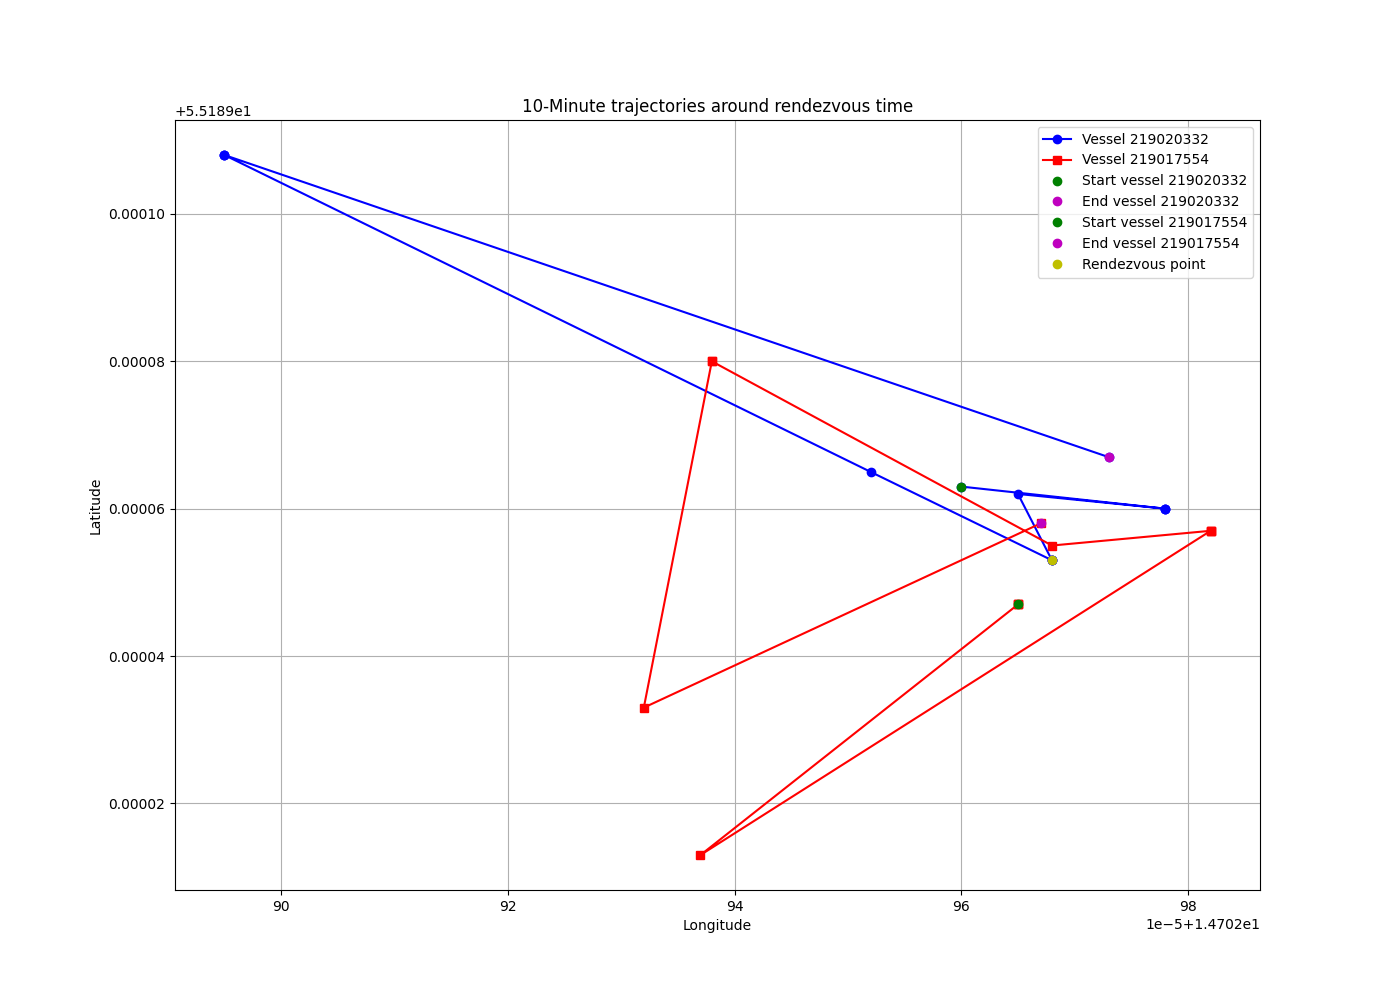 10-Minute trajectories around rendezvous time
+5.5189e1
Vessel 219020332
Vessel 219017554
Start vessel 219020332
End vessel 219020332
Start vessel 219017554
End vessel 219017554
Rendezvous point
0.00010
0.00008
0.00006
0.00004
0.00002
Latitude
90 92 94 96 98
Longitude
1e−5+1.4702e1